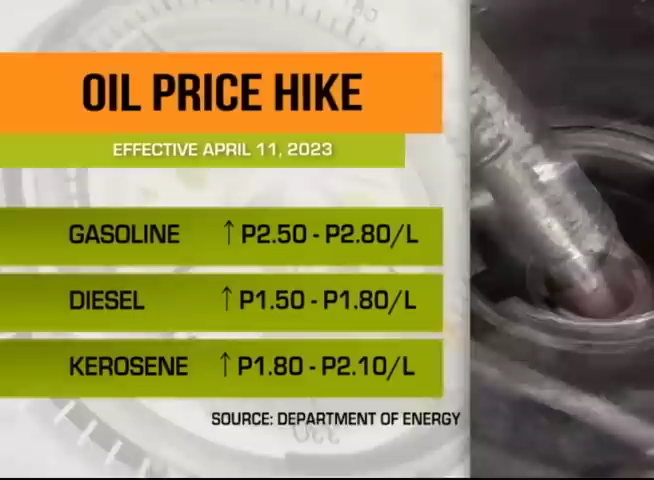 OIL PRICE HIKE
EFFECTIVE APRIL 11, 2023
GASOLINE ↑ P2.50 - P2.80/L
DIESEL ↑ P1.50 - P1.80/L
KEROSENE ↑ P1.80 - P2.10/L
SOURCE: DEPARTMENT OF ENERGY